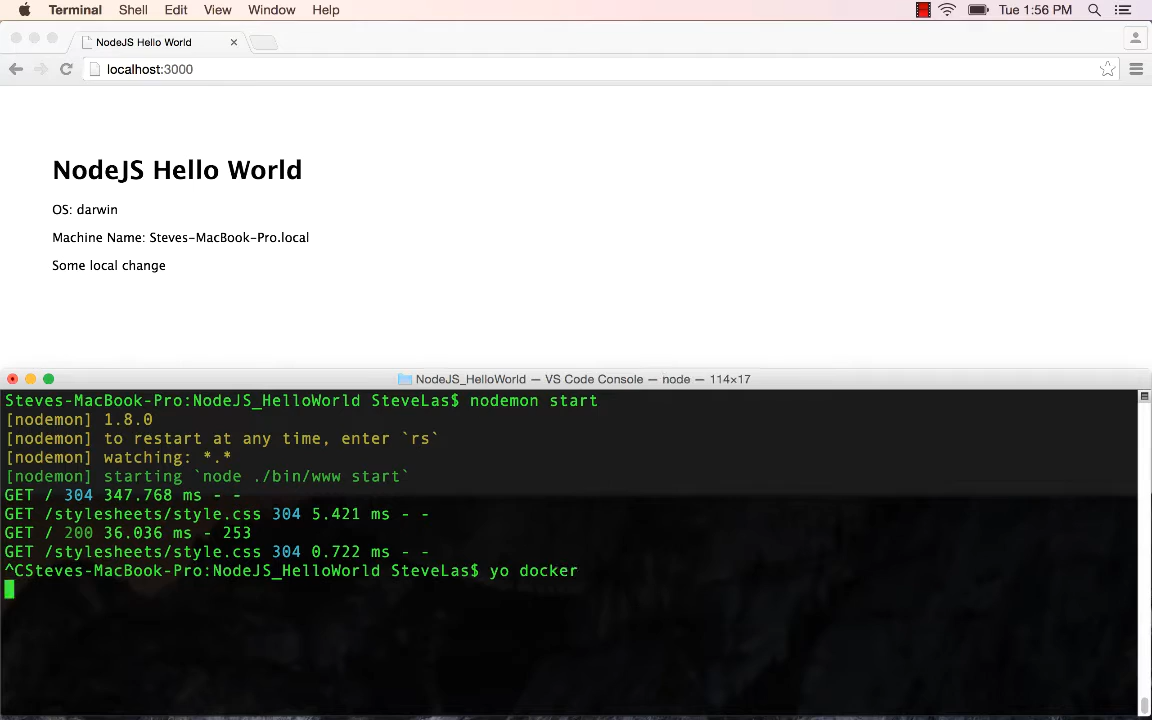 Terminal Shell Edit View Window Help Tue 1:56 PM
NodeJS Hello World
localhost:3000
NodeJS Hello World
OS: darwin
Machine Name: Steves-MacBook-Pro.local
Some local change
NodeJS_HelloWorld — VS Code Console — node — 114×17
Steves-MacBook-Pro:NodeJS_HelloWorld SteveLas$ nodemon start
[nodemon] 1.8.0
[nodemon] to restart at any time, enter `rs`
[nodemon] watching: *.*
[nodemon] starting `node ./bin/www start`
GET / 304 347.768 ms - -
GET /stylesheets/style.css 304 5.421 ms - -
GET / 200 36.036 ms - 253
GET /stylesheets/style.css 304 0.722 ms - -
^CSteves-MacBook-Pro:NodeJS_HelloWorld SteveLas$ yo docker